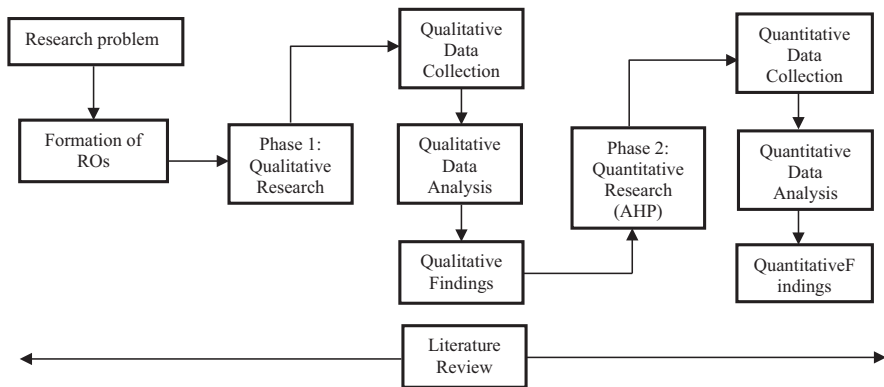 Research problem
Formation of
ROs
Phase 1:
Qualitative
Research
Qualitative
Data
Collection
Qualitative
Data
Analysis
Qualitative
Findings
Phase 2:
Quantitative
Research
(AHP)
Quantitative
Data
Collection
Quantitative
Data
Analysis
QuantitativeF
indings
Literature
Review